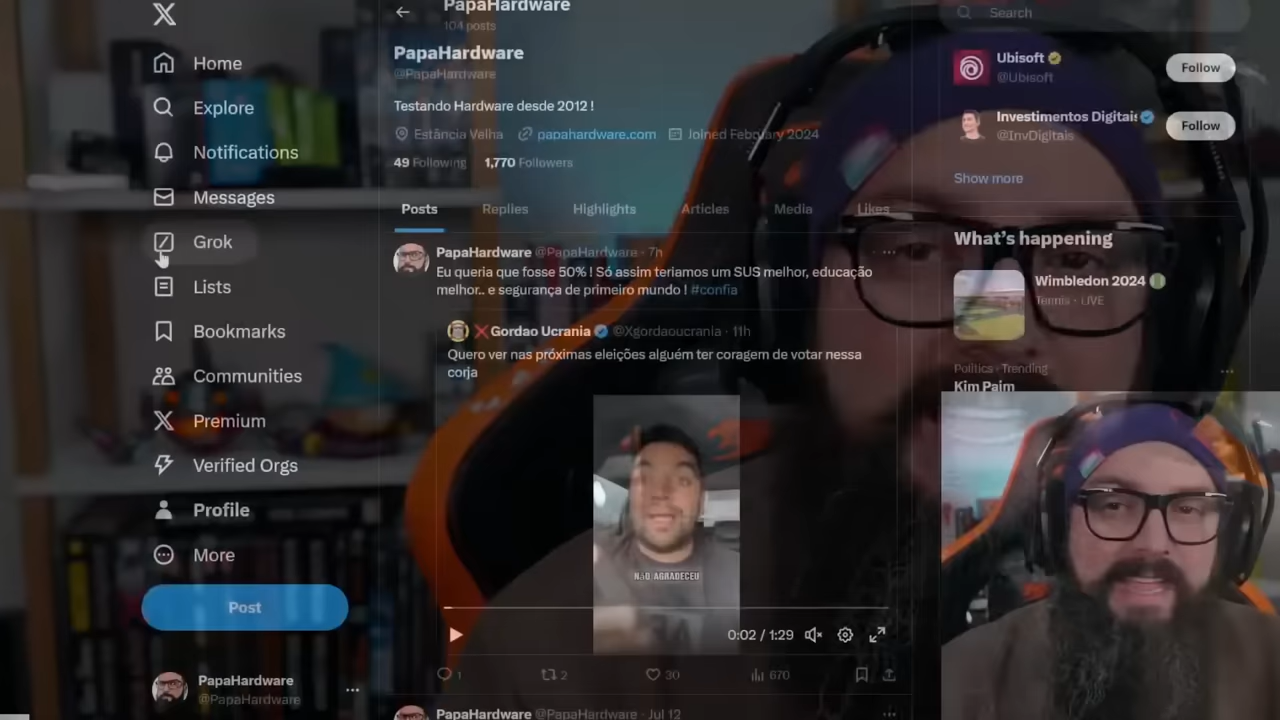 Home
Explore
Notifications
Messages
Grok
Lists
Bookmarks
Communities
Premium
Verified Orgs
Profile
More
Post
PapaHardware
@PapaHardware
PapaHardware
104 posts
PapaHardware
@PapaHardware
Testando Hardware desde 2012 !
Estância Velha papahardware.com Joined February 2024
49 Following 1,770 Followers
Posts Replies Highlights Articles Media Likes
PapaHardware @PapaHardware · 7h
Eu queria que fosse 50% ! Só assim teriamos um SUS melhor, educação
melhor.. e segurança de primeiro mundo ! #confia
❌Gordao Ucrania @Xgordaoucrania · 11h
Quero ver nas próximas eleições alguém ter coragem de votar nessa
corja
NÃO AGRADECEU
0:02 / 1:29
1 2 30 670
PapaHardware @PapaHardware · Jul 12
Search
Ubisoft
@Ubisoft
Follow
Investimentos Digitais
@InvDigitais
Follow
Show more
What's happening
Wimbledon 2024
Tennis · LIVE
Politics · Trending
Kim Paim